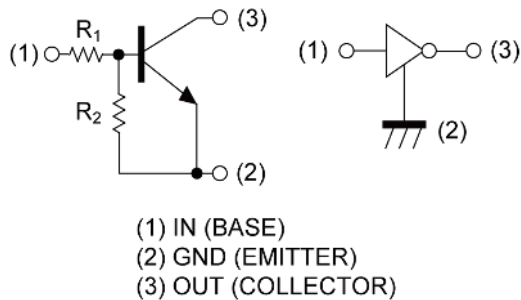 R1
(1)
R2
(3)
(2)
(1)
(3)
(2)
(1) IN (BASE)
(2) GND (EMITTER)
(3) OUT (COLLECTOR)